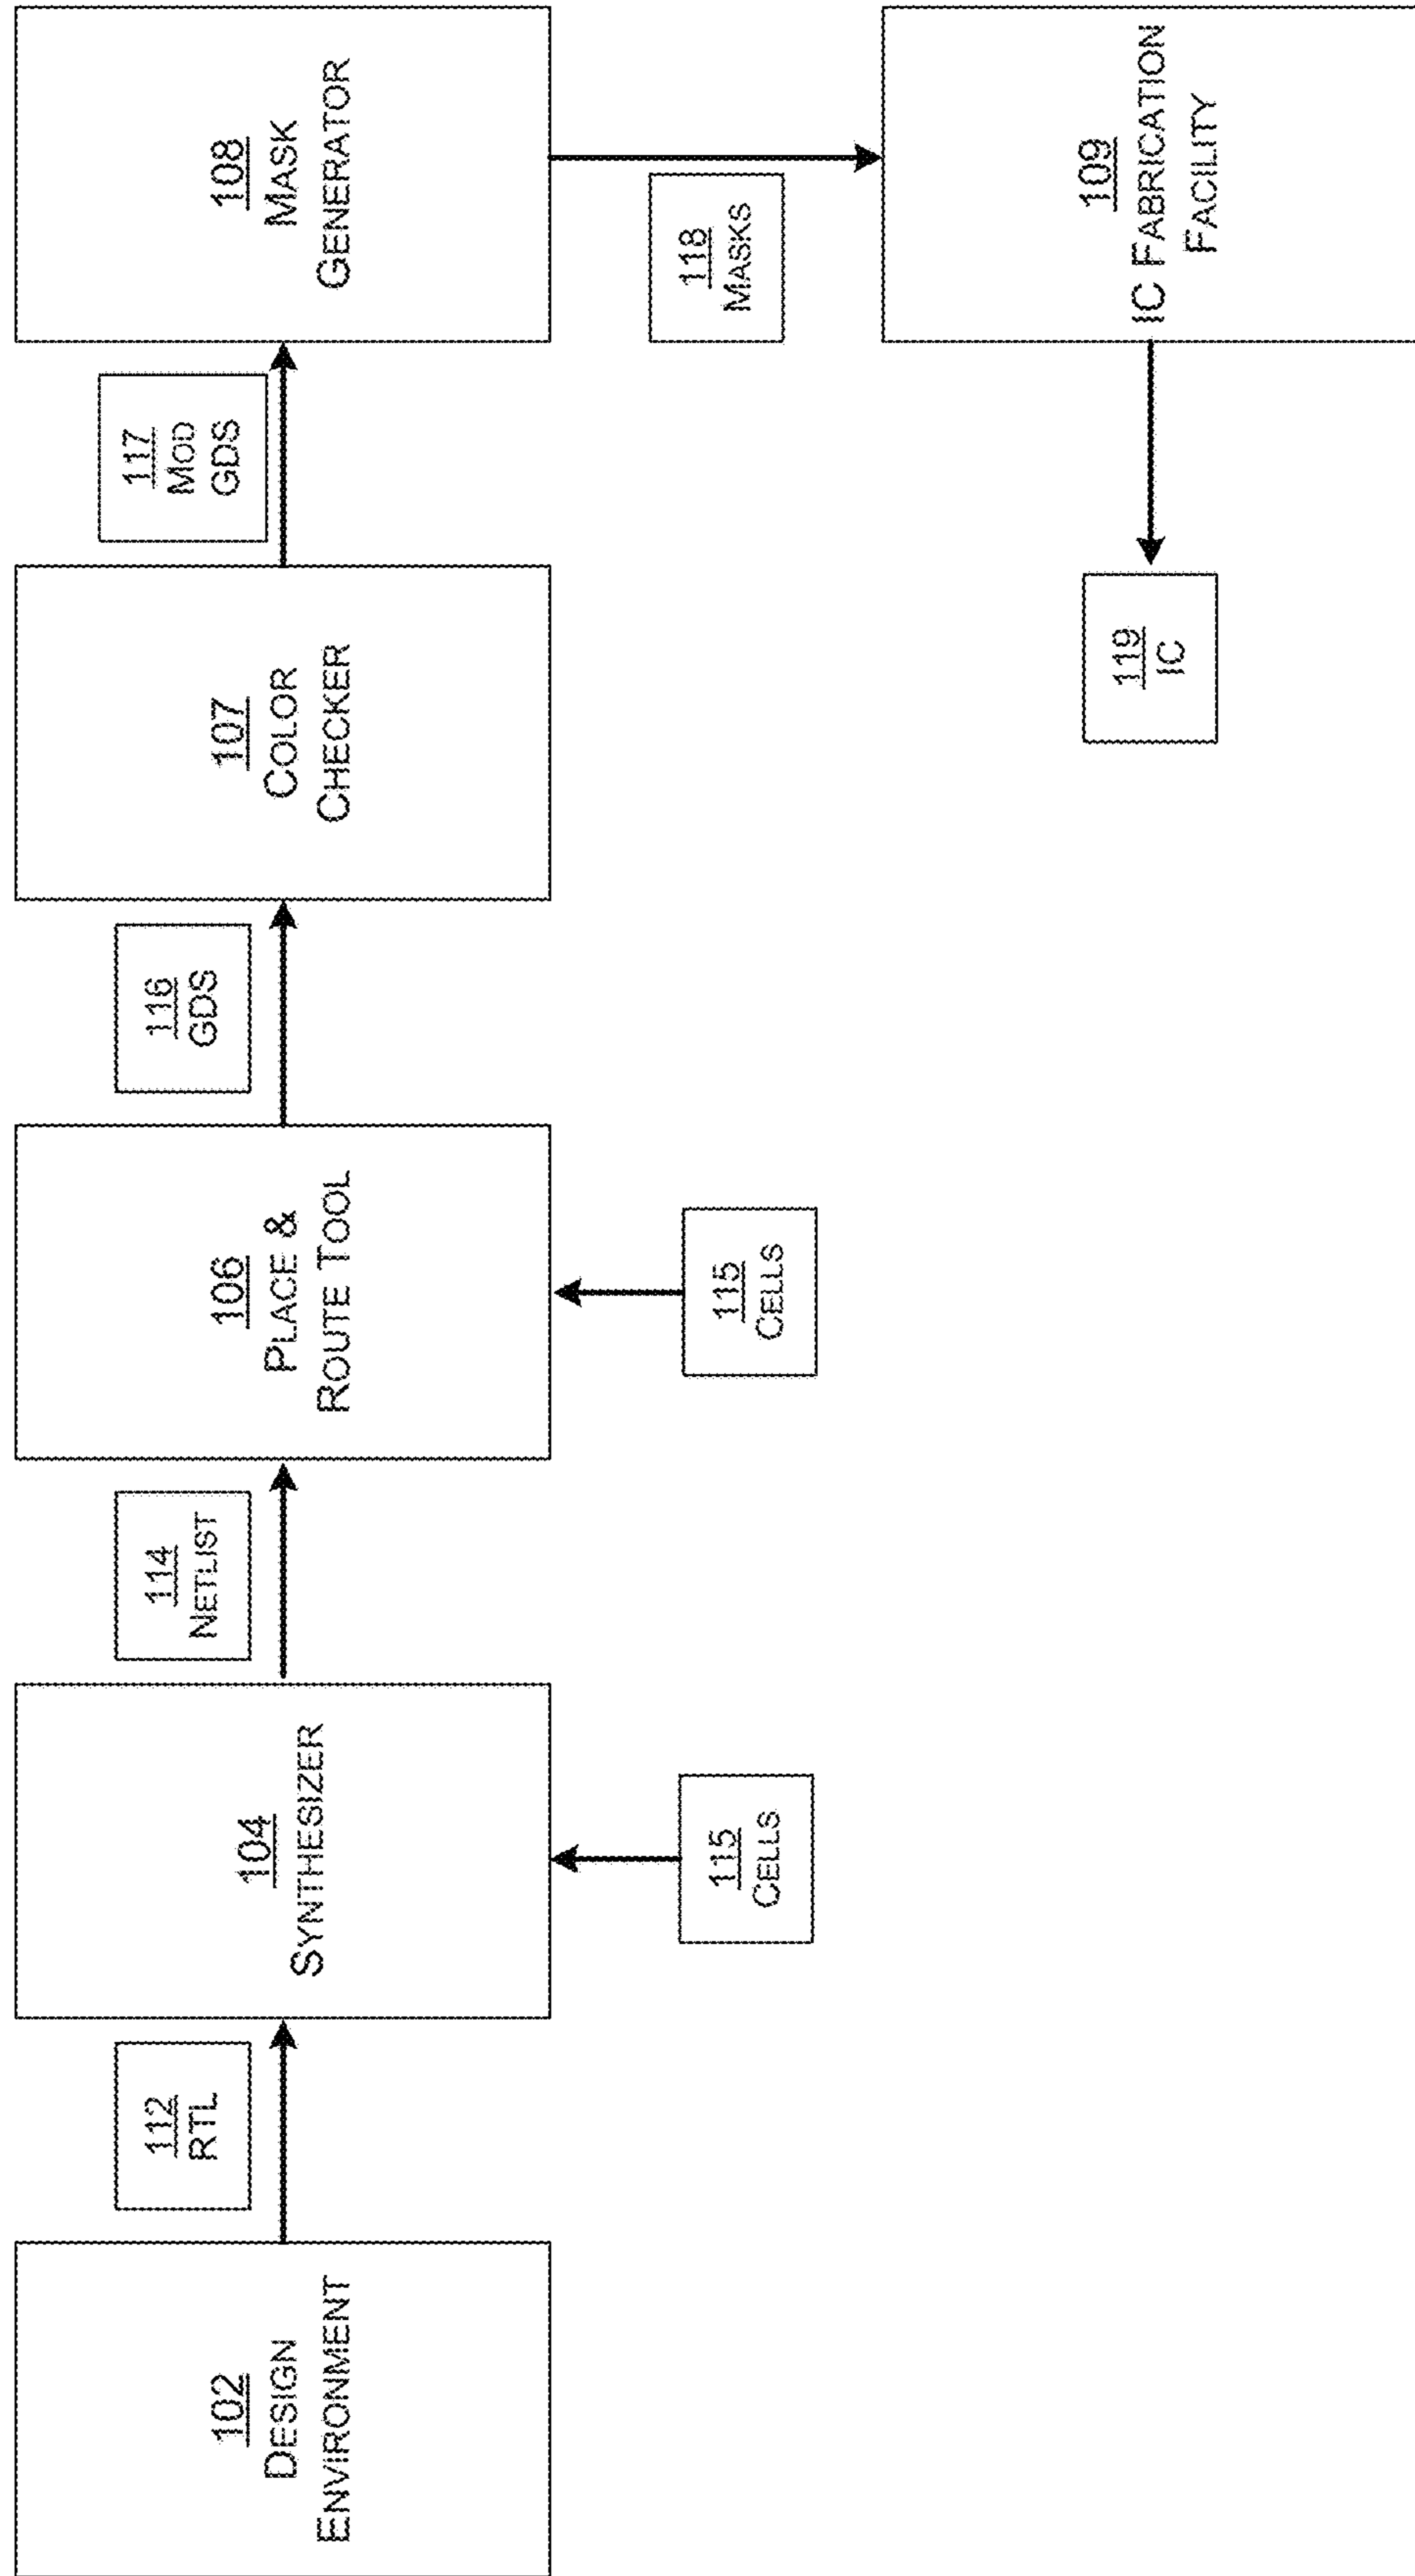 102
DESIGN
ENVIRONMENT
112
RTL
104
SYNTHESIZER
115
CELLS
114
NETLIST
106
PLACE &
ROUTE TOOL
115
CELLS
116
GDS
107
COLOR
CHECKER
117
MOD
GDS
108
MASK
GENERATOR
118
MASKS
109
IC FABRICATION
FACILITY
119
IC